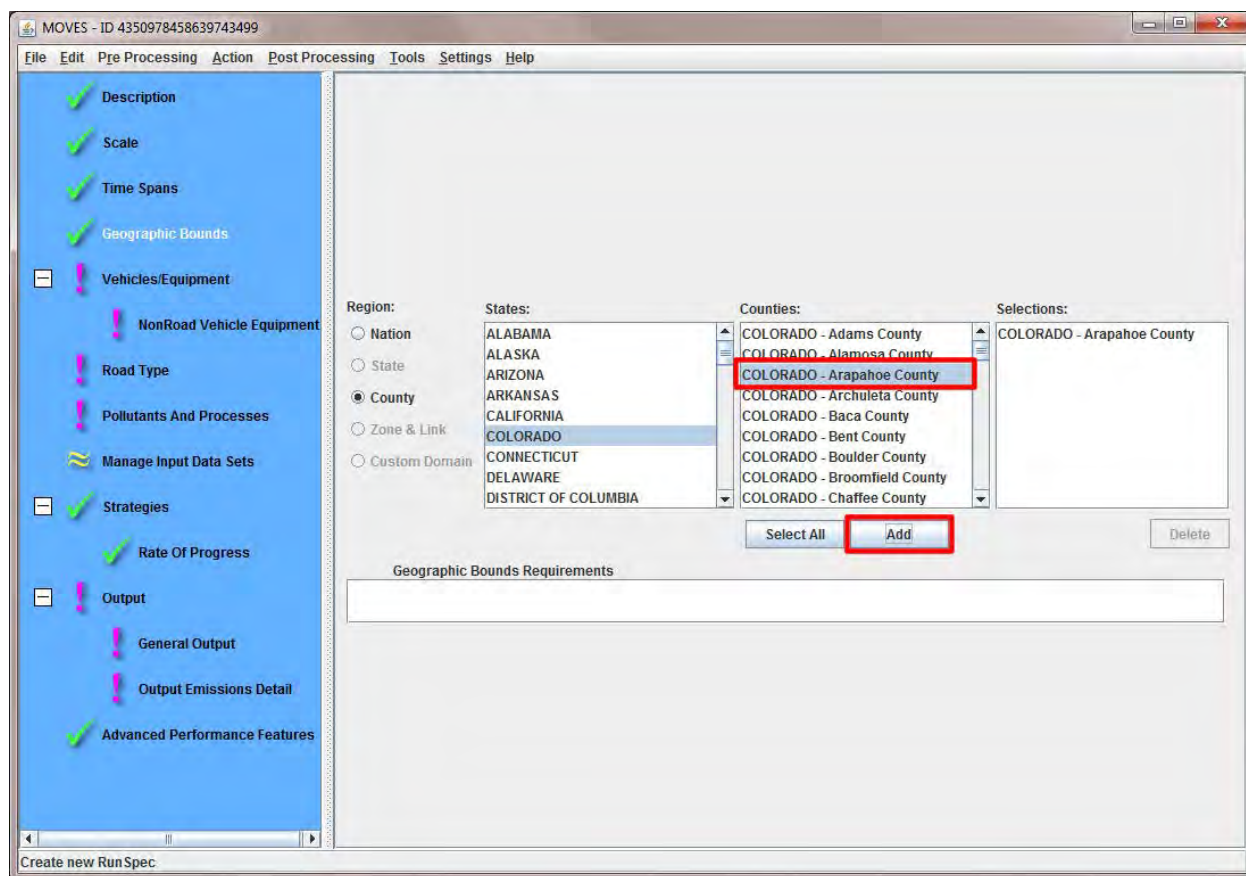 MOVES - ID 4350978458639743499
File Edit Pre Processing Action Post Processing Tools Settings Help
Description
Scale
Time Spans
Geographic Bounds
Vehicles/Equipment
NonRoad Vehicle Equipment
Road Type
Pollutants And Processes
Manage Input Data Sets
Strategies
Rate Of Progress
Output
General Output
Output Emissions Detail
Advanced Performance Features
Region:
Nation
State
County
Zone & Link
Custom Domain
States:
ALABAMA
ALASKA
ARIZONA
ARKANSAS
CALIFORNIA
COLORADO
CONNECTICUT
DELAWARE
DISTRICT OF COLUMBIA
Counties:
COLORADO - Adams County
COLORADO - Alamosa County
COLORADO - Arapahoe County
COLORADO - Archuleta County
COLORADO - Baca County
COLORADO - Bent County
COLORADO - Boulder County
COLORADO - Broomfield County
COLORADO - Chaffee County
Selections:
COLORADO - Arapahoe County
Select All
Add
Delete
Geographic Bounds Requirements
Create new RunSpec